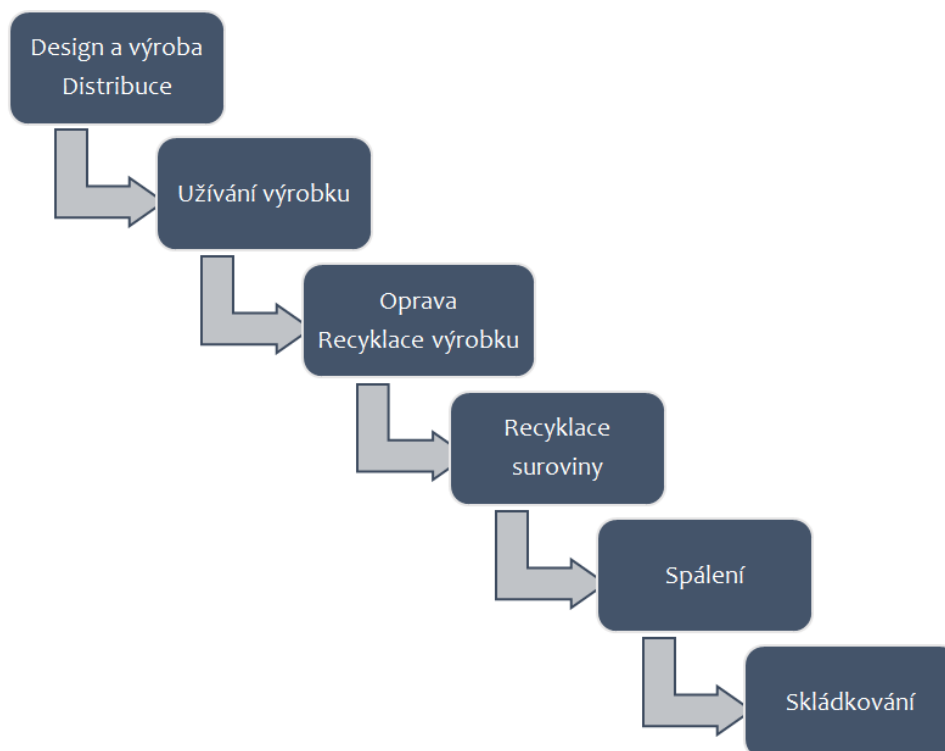 Design a výroba
Distribuce
Užívání výrobku
Oprava
Recyklace výrobku
Recyklace
suroviny
Spálení
Skládkování